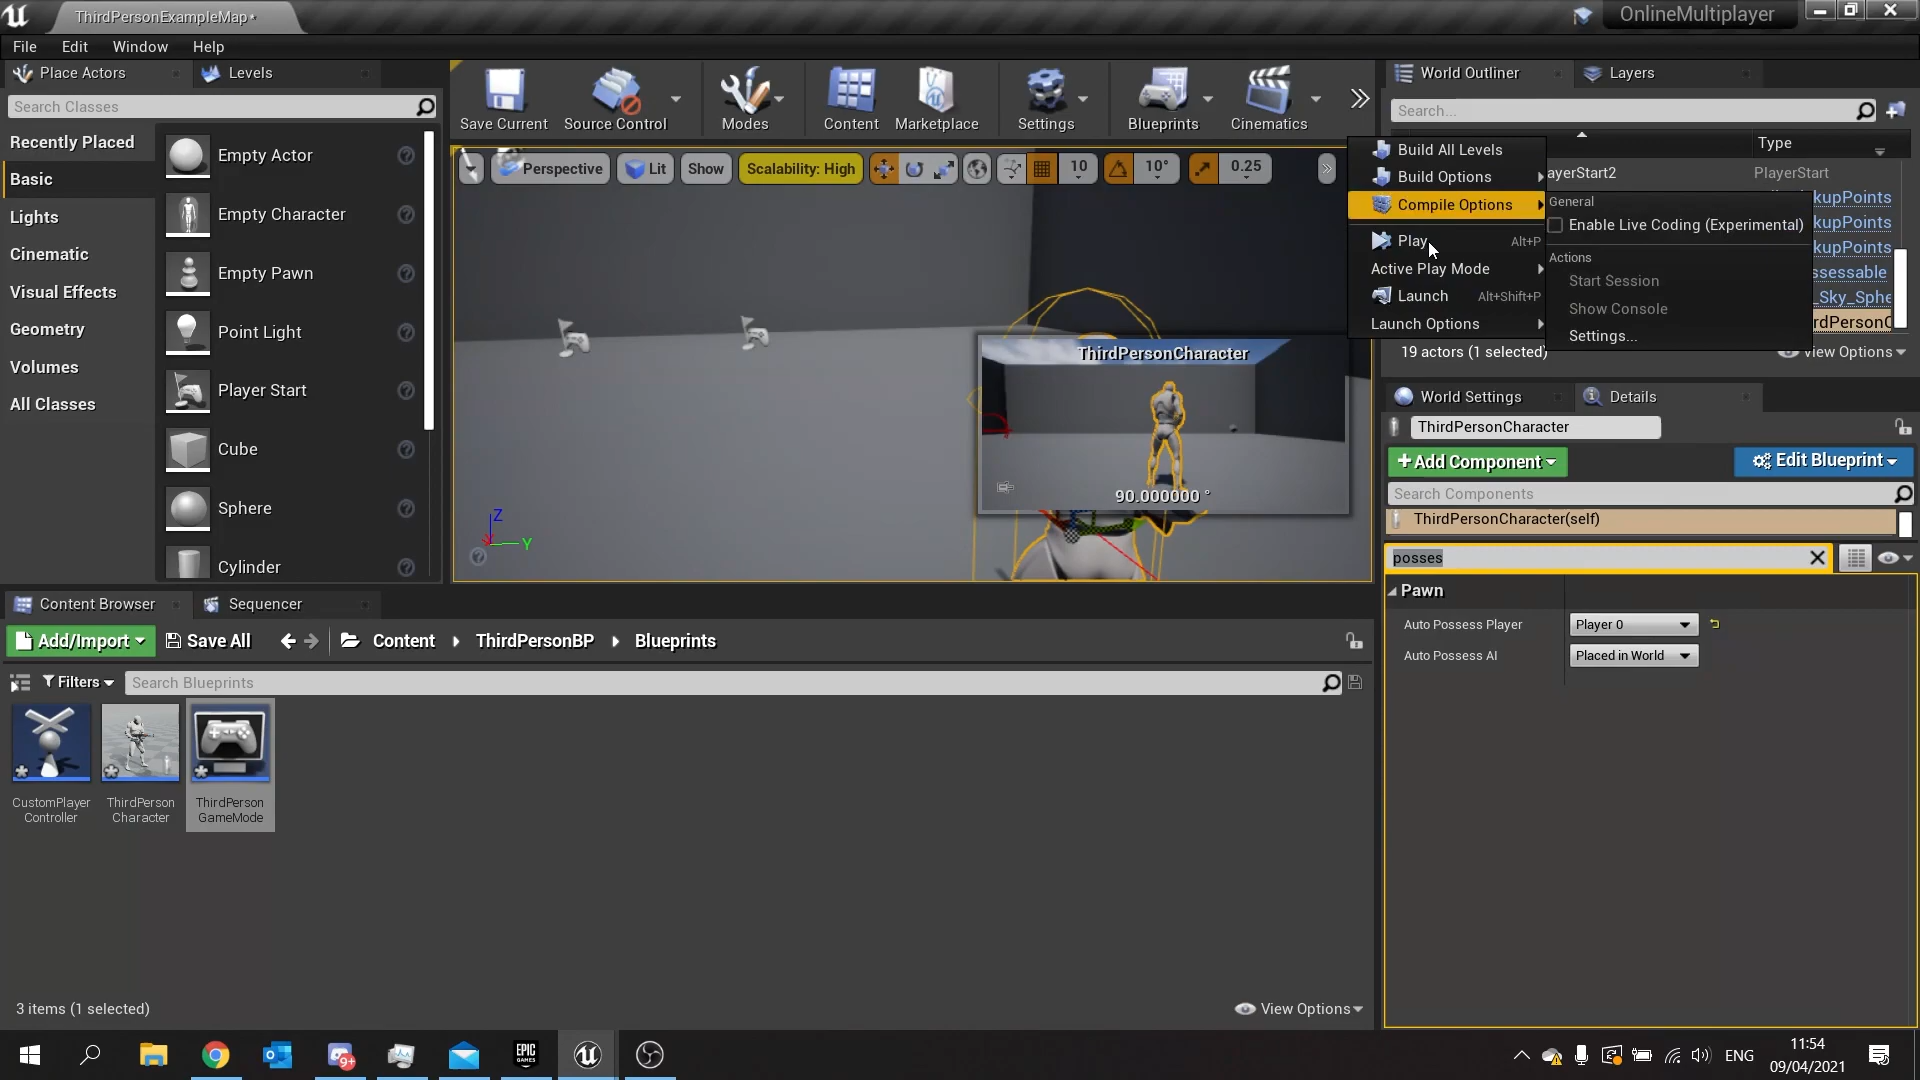 ThirdPersonExampleMap*
OnlineMultiplayer
File Edit Window Help
Place Actors
Levels
Search Classes
Recently Placed
Basic
Lights
Cinematic
Visual Effects
Geometry
Volumes
All Classes
Empty Actor
Empty Character
Empty Pawn
Point Light
Player Start
Cube
Sphere
Cylinder
Save Current
Source Control
Modes
Content
Marketplace
Settings
Blueprints
Cinematics
Perspective
Lit
Show
Scalability: High
10
10°
0.25
ThirdPersonCharacter
90.000000 °
Z
Y
Build All Levels
Build Options
Compile Options
Play Alt+P
Active Play Mode
Launch Alt+Shift+P
Launch Options
General
Enable Live Coding (Experimental)
Actions
Start Session
Show Console
Settings...
World Outliner
Layers
Search...
Type
ayerStart2 PlayerStart
kupPoints
kupPoints
kupPoints
ssessable
_Sky_Sphe
rdPersonC
19 actors (1 selected)
View Options
World Settings
Details
ThirdPersonCharacter
+Add Component
Edit Blueprint
Search Components
ThirdPersonCharacter(self)
posses
Pawn
Auto Possess Player Player 0
Auto Possess AI Placed in World
Content Browser
Sequencer
Add/Import
Save All
Content
ThirdPersonBP
Blueprints
Filters
Search Blueprints
CustomPlayer
Controller
ThirdPerson
Character
ThirdPerson
GameMode
3 items (1 selected)
View Options
9+
EPIC
GAMES
ENG
11:54
09/04/2021